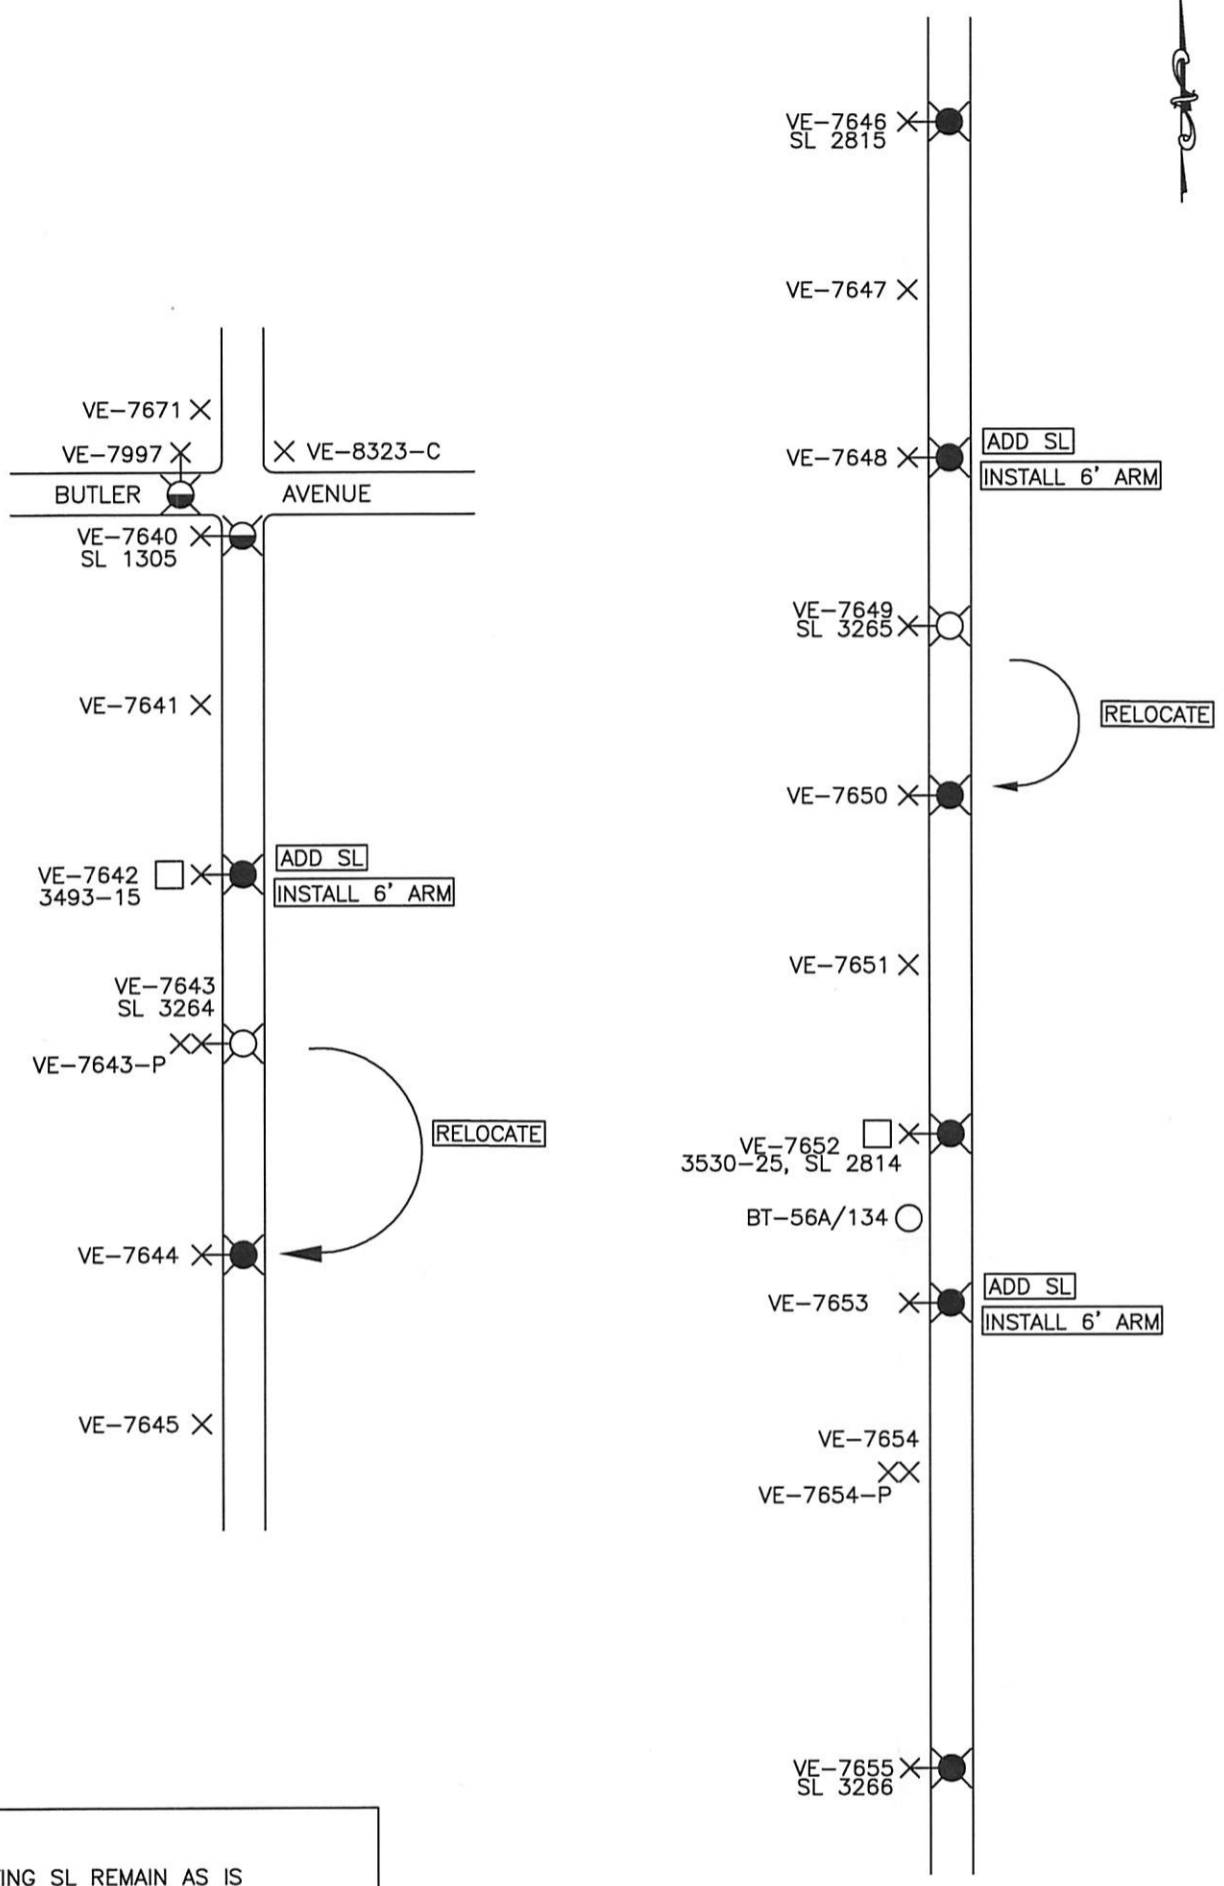 VE-7671
VE-7997
VE-8323-C
BUTLER AVENUE
VE-7640
SL 1305
VE-7641
VE-7642
3493-15
ADD SL
INSTALL 6' ARM
VE-7643
SL 3264
VE-7643-P
RELOCATE
VE-7644
VE-7645
VE-7646
SL 2815
VE-7647
VE-7648
ADD SL
INSTALL 6' ARM
VE-7649
SL 3265
RELOCATE
VE-7650
VE-7651
VE-7652
3530-25, SL 2814
BT-56A/134
VE-7653
ADD SL
INSTALL 6' ARM
VE-7654
VE-7654-P
VE-7655
SL 3266
SL REMAIN AS IS